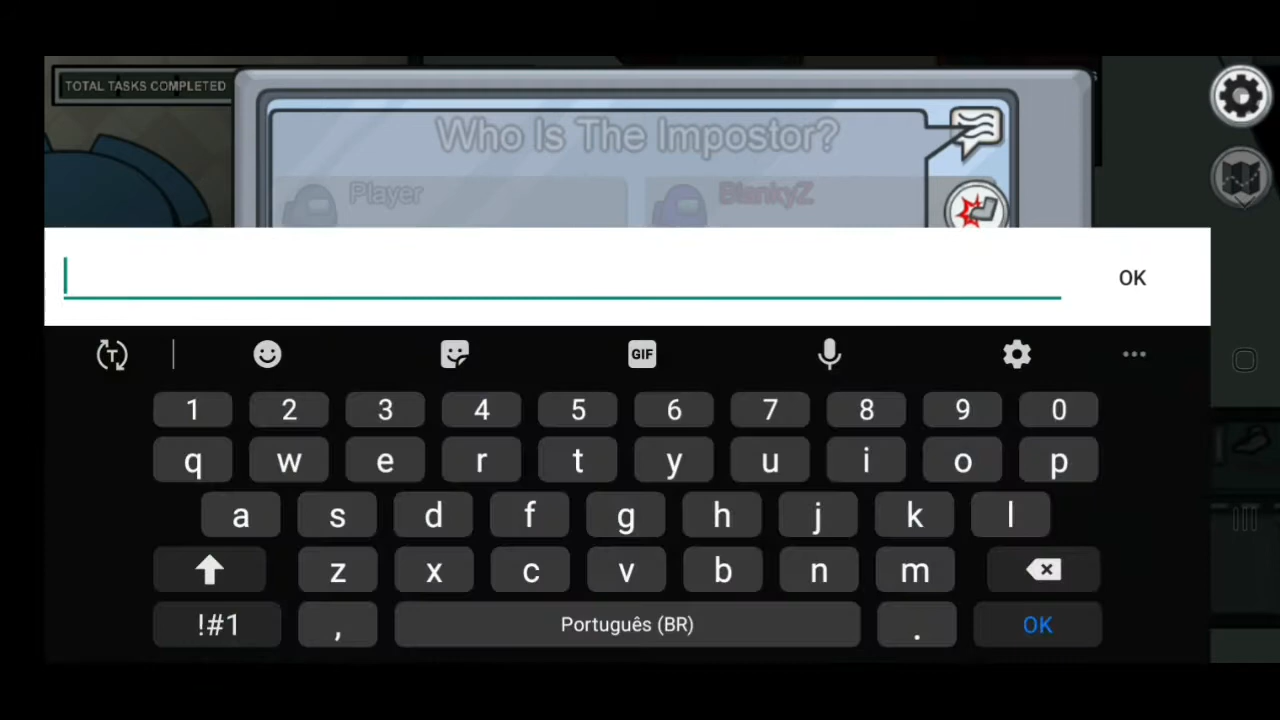 TOTAL TASKS COMPLETED
Who Is The Impostor?
Player
BlankyZ
OK
T
GIF
1 2 3 4 5 6 7 8 9 0
q w e r t y u i o p
a s d f g h j k l
z x c v b n m
!#1 , Português (BR) . OK